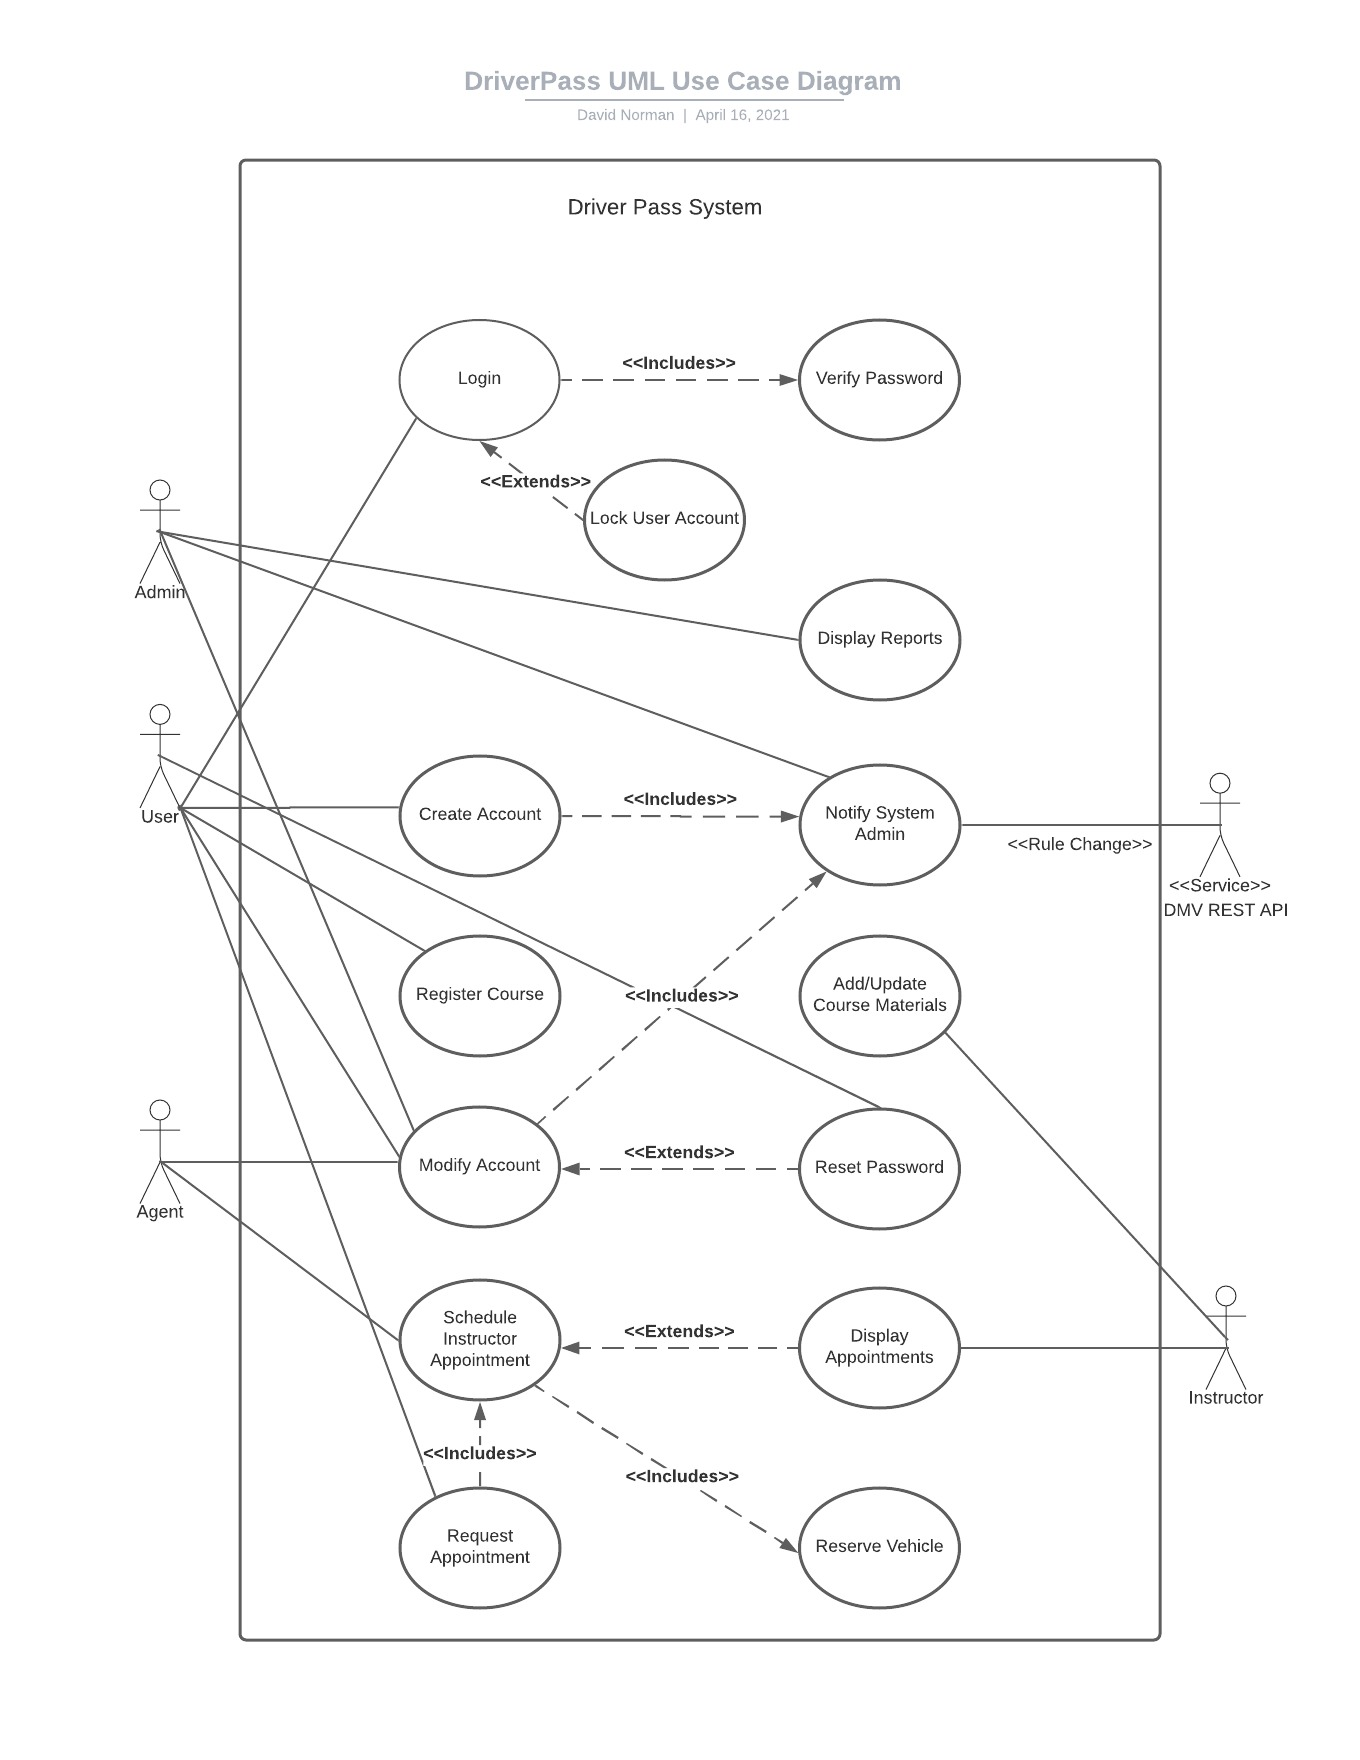 DriverPass UML Use Case Diagram
David Norman | April 16, 2021
Driver Pass System
<<Includes>>
Login
Verify Password
<<Extends>>
Lock User Account
Admin
Display Reports
User
Create Account
<<Includes>>
Notify System
Admin
<<Rule Change>>
<<Service>>
DMV REST API
Register Course
<<Includes>>
Add/Update
Course Materials
Agent
Modify Account
<<Extends>>
Reset Password
Schedule
Instructor
Appointment
<<Extends>>
Display
Appointments
Instructor
<<Includes>>
<<Includes>>
Request
Appointment
Reserve Vehicle